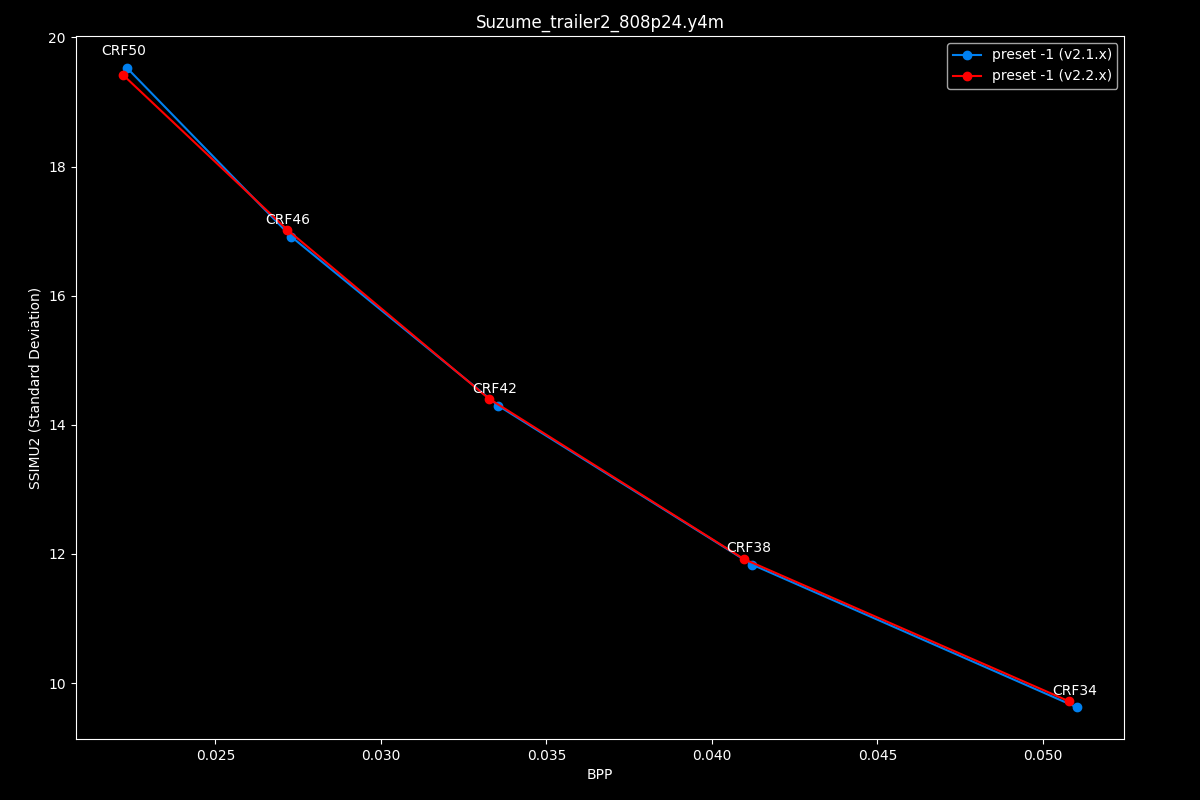 Suzume_trailer2_808p24.y4m
preset -1 (v2.1.x)
preset -1 (v2.2.x)
CRF50
CRF46
CRF42
CRF38
CRF34
20
18
16
14
12
10
SSIMU2 (Standard Deviation)
0.025
0.030
0.035
0.040
0.045
0.050
BPP